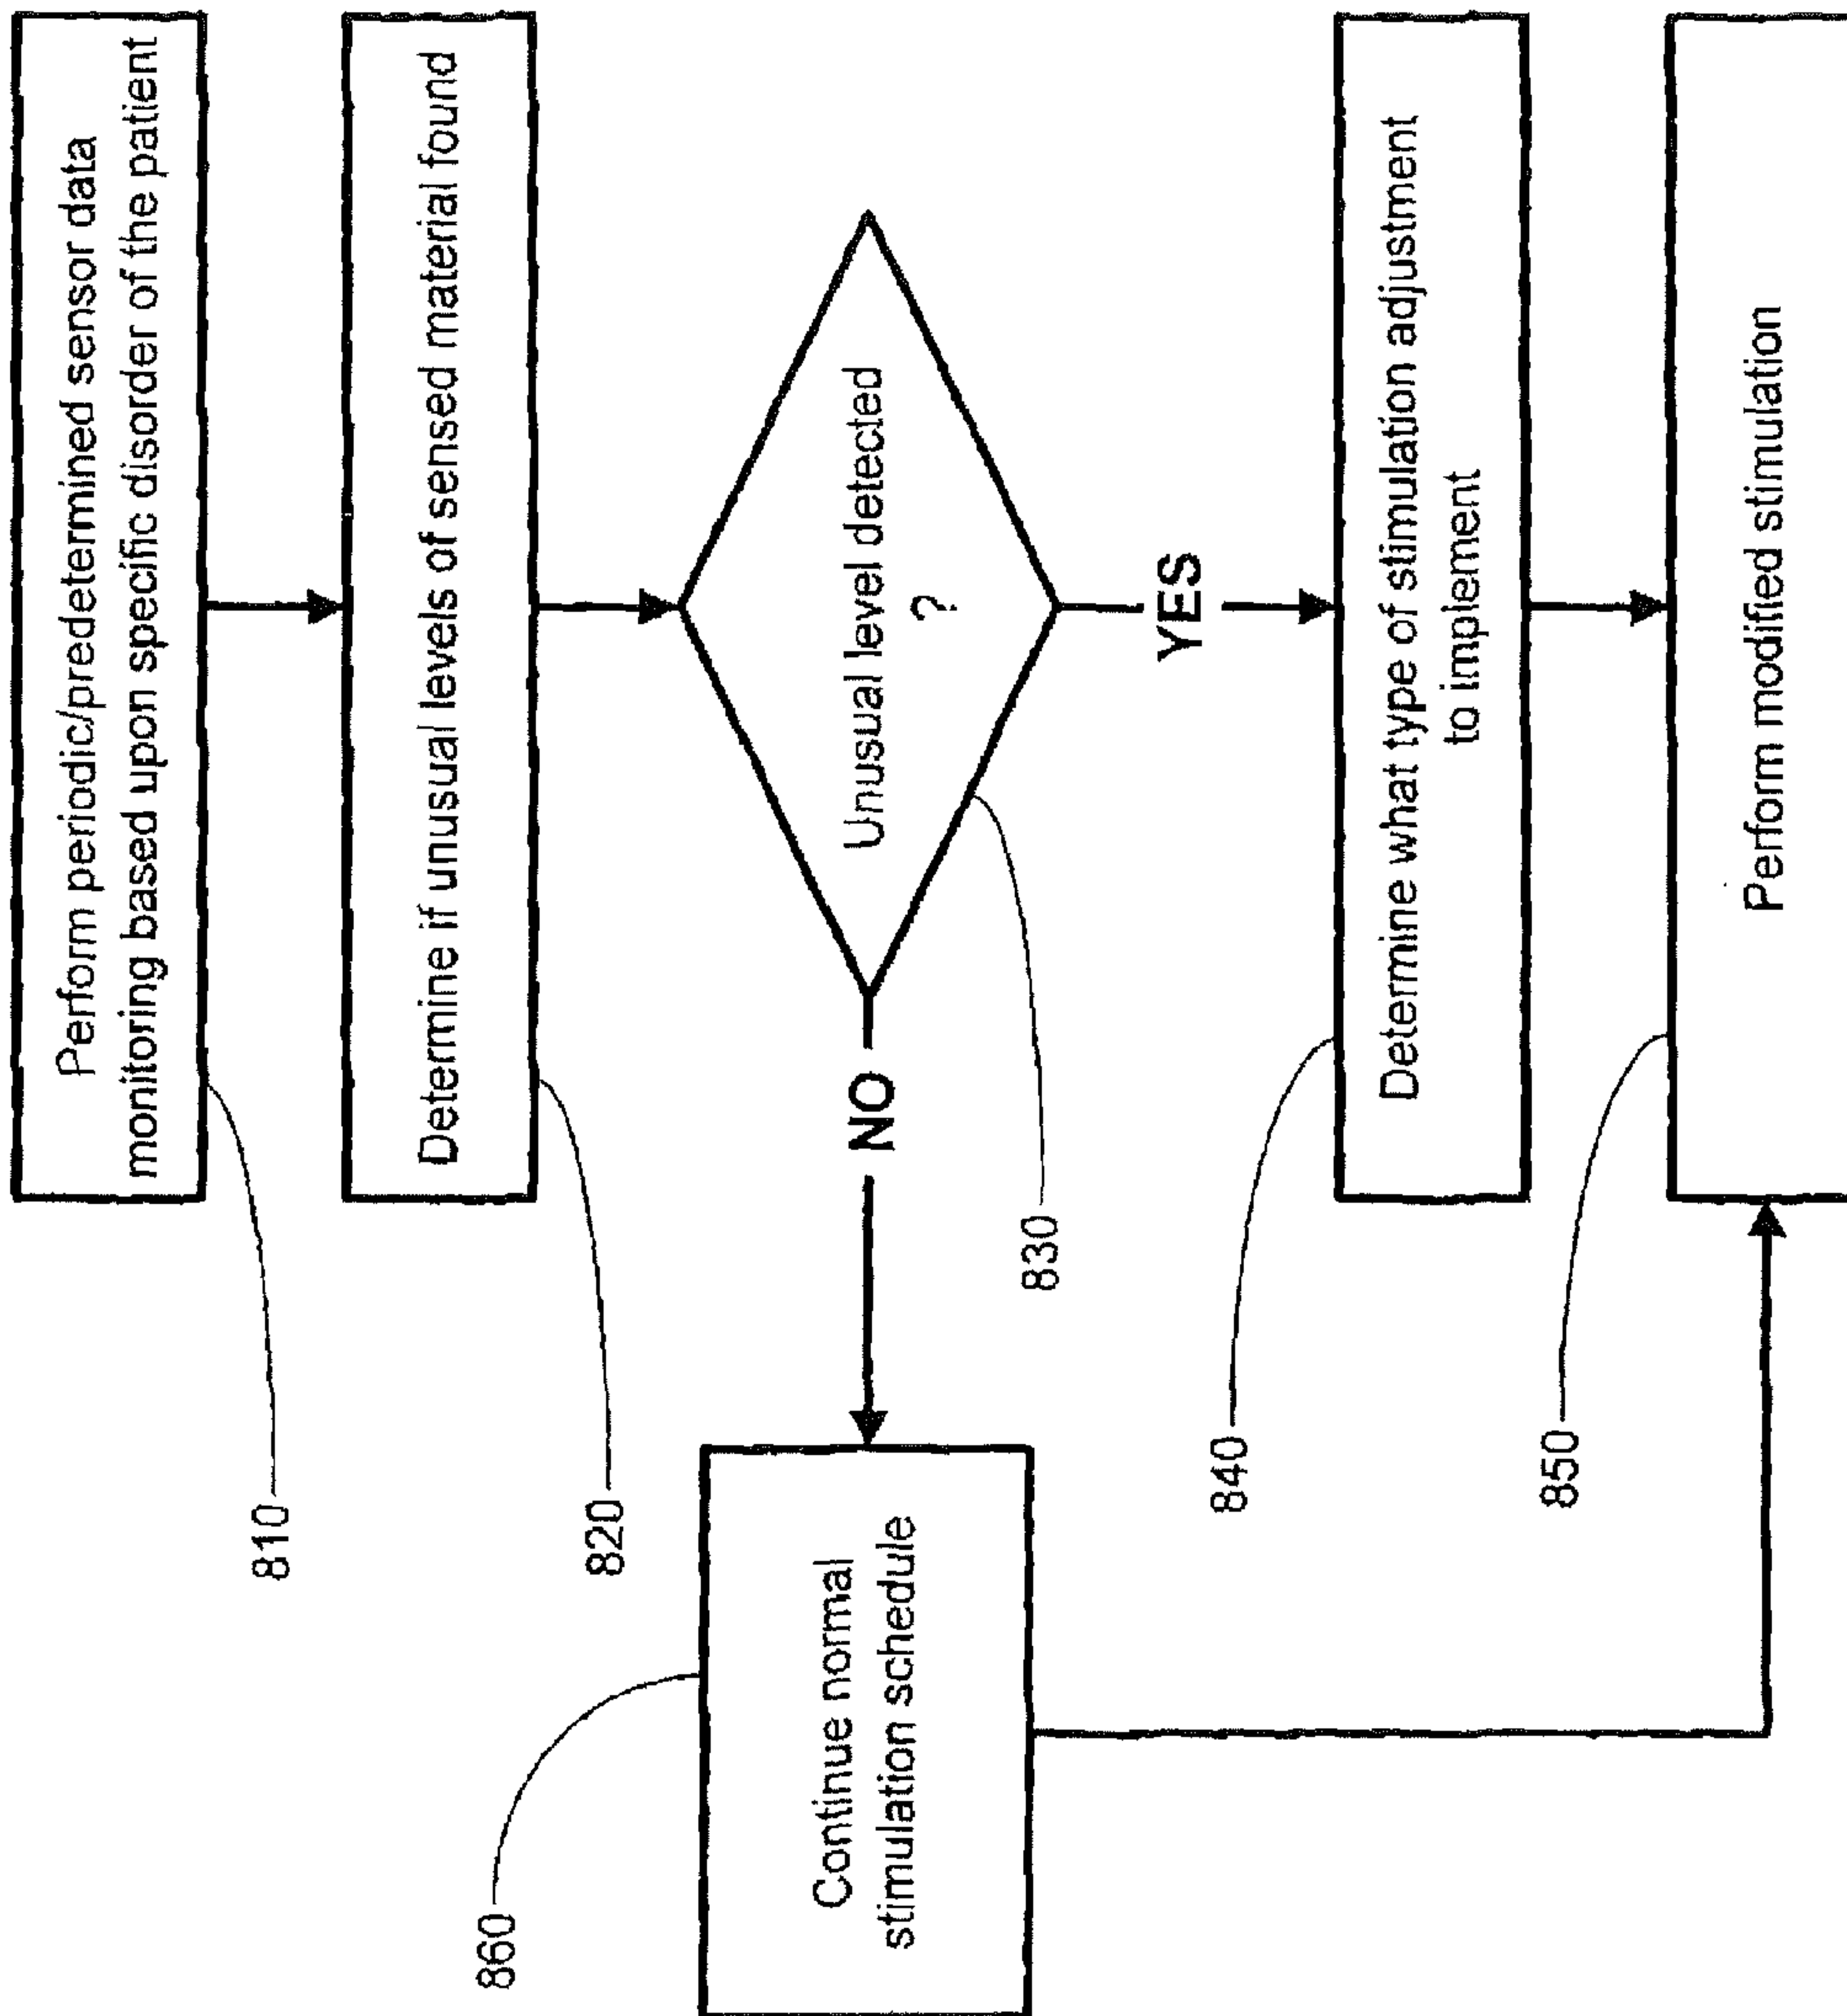 Perform periodic/predetermined sensor data
monitoring based upon specific disorder of the patient
810
Determine if unusual levels of sensed material found
820
Unusual level detected
?
830
NO
YES
Continue normal
stimulation schedule
860
Determine what type of stimulation adjustment
to implement
840
Perform modified stimulation
850